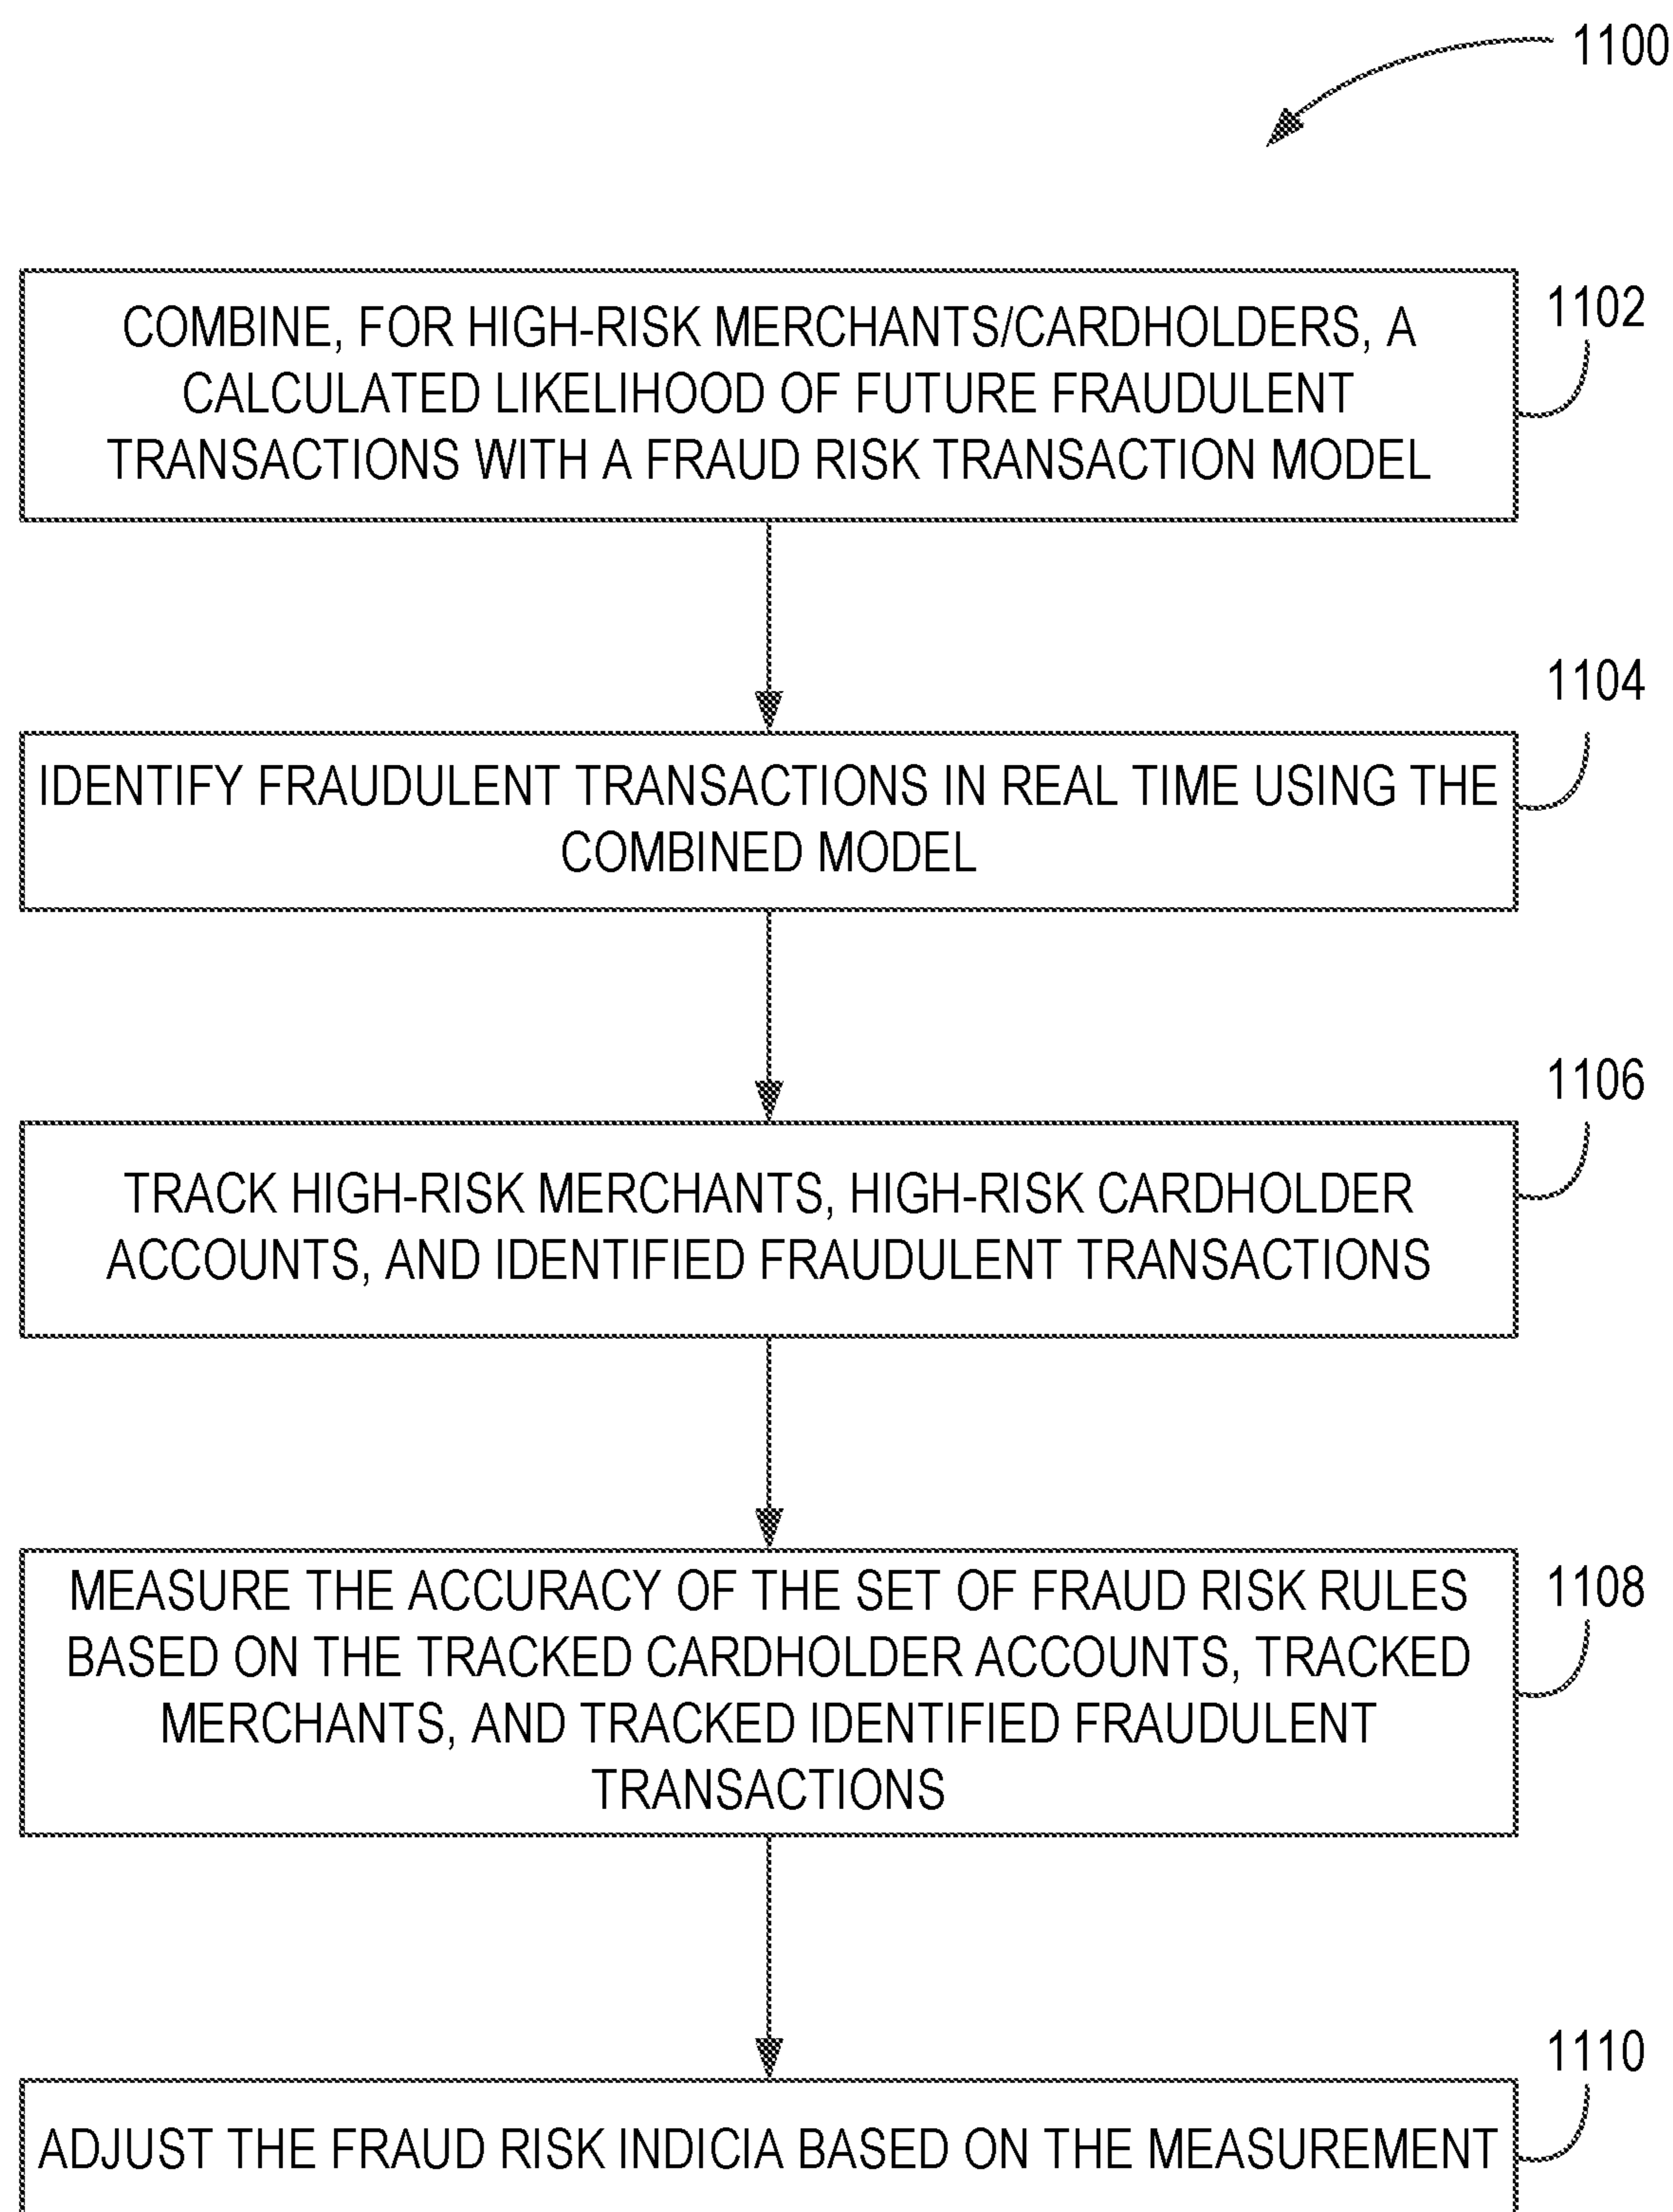 1100
COMBINE, FOR HIGH-RISK MERCHANTS/CARDHOLDERS, A
CALCULATED LIKELIHOOD OF FUTURE FRAUDULENT
TRANSACTIONS WITH A FRAUD RISK TRANSACTION MODEL
1102
IDENTIFY FRAUDULENT TRANSACTIONS IN REAL TIME USING THE
COMBINED MODEL
1104
TRACK HIGH-RISK MERCHANTS, HIGH-RISK CARDHOLDER
ACCOUNTS, AND IDENTIFIED FRAUDULENT TRANSACTIONS
1106
MEASURE THE ACCURACY OF THE SET OF FRAUD RISK RULES
BASED ON THE TRACKED CARDHOLDER ACCOUNTS, TRACKED
MERCHANTS, AND TRACKED IDENTIFIED FRAUDULENT
TRANSACTIONS
1108
ADJUST THE FRAUD RISK INDICIA BASED ON THE MEASUREMENT
1110